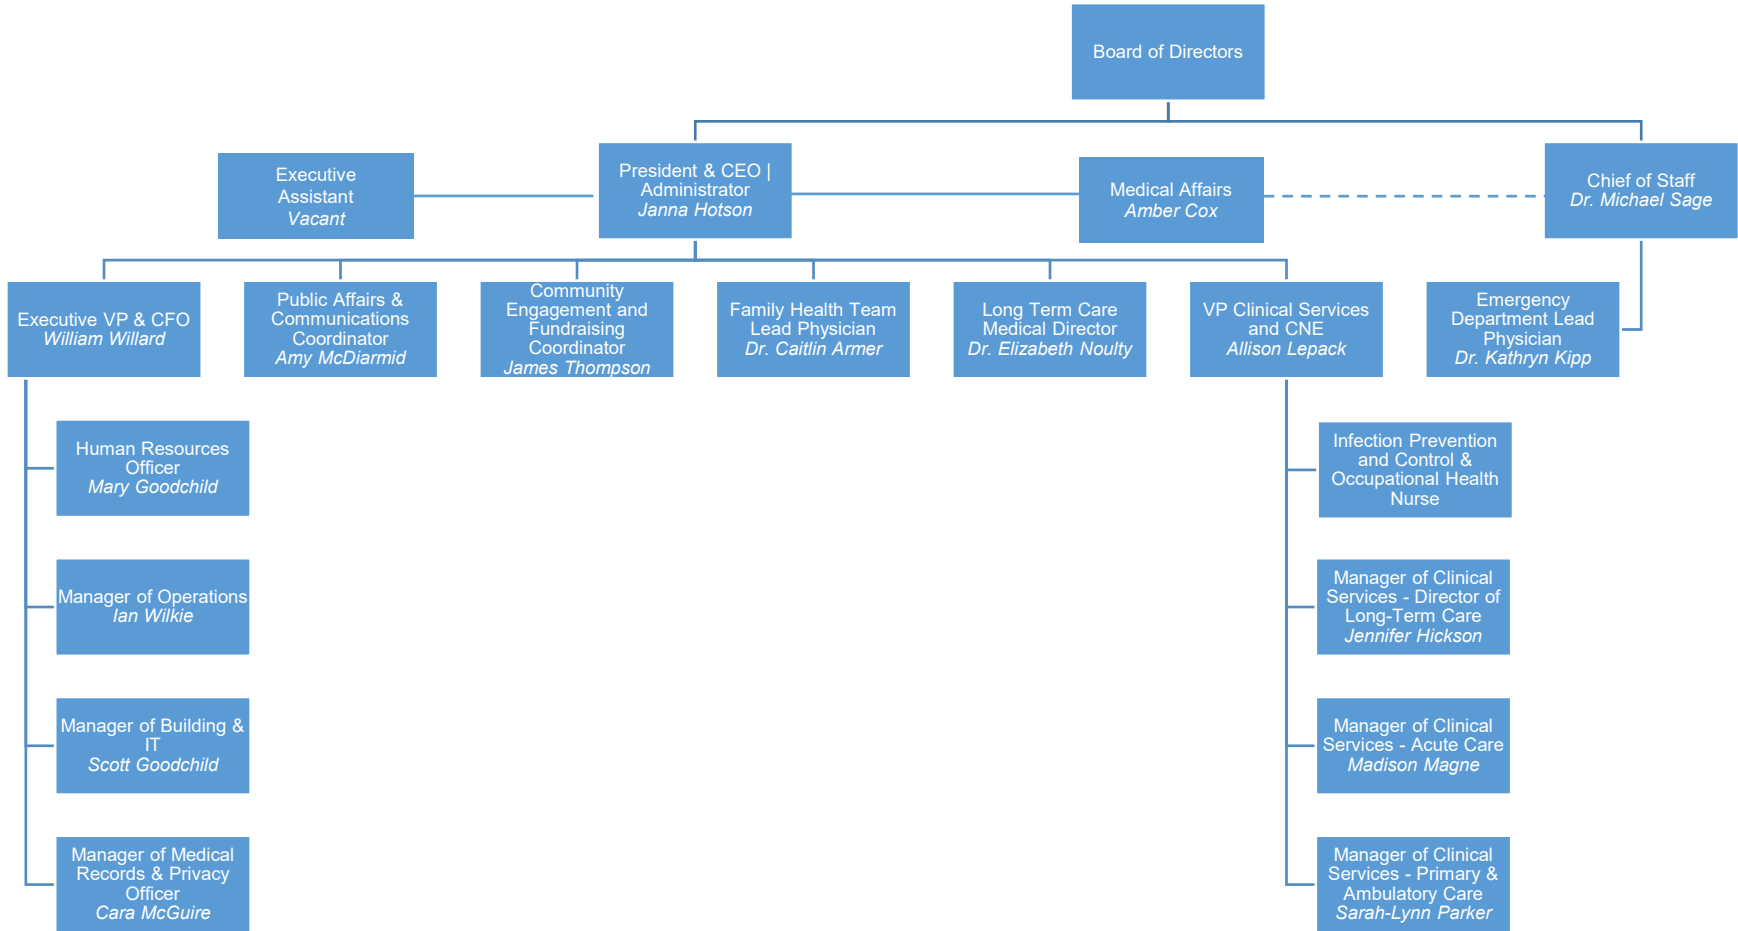 Board of Directors
Executive
Assistant
Vacant
President & CEO |
Administrator
Janna Hotson
Medical Affairs
Amber Cox
Chief of Staff
Dr. Michael Sage
Executive VP & CFO
William Willard
Public Affairs &
Communications
Coordinator
Amy McDiarmid
Community
Engagement and
Fundraising
Coordinator
James Thompson
Family Health Team
Lead Physician
Dr. Caitlin Armer
Long Term Care
Medical Director
Dr. Elizabeth Noulty
VP Clinical Services
and CNE
Allison Lepack
Emergency
Department Lead
Physician
Dr. Kathryn Kipp
Human Resources
Officer
Mary Goodchild
Manager of Operations
Ian Wilkie
Manager of Building &
IT
Scott Goodchild
Manager of Medical
Records & Privacy
Officer
Cara McGuire
Infection Prevention
and Control &
Occupational Health
Nurse
Manager of Clinical
Services - Director of
Long-Term Care
Jennifer Hickson
Manager of Clinical
Services - Acute Care
Madison Magne
Manager of Clinical
Services - Primary &
Ambulatory Care
Sarah-Lynn Parker